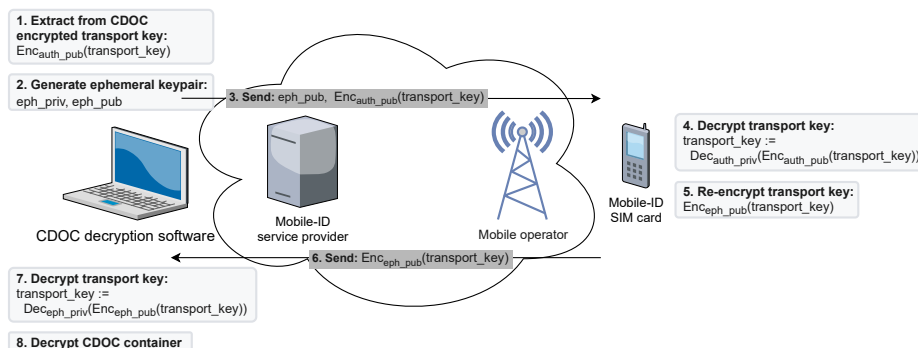 1. Extract from CDOC
encrypted transport key:
Enc_auth_pub(transport_key)
2. Generate ephemeral keypair:
eph_priv, eph_pub
3. Send: eph_pub, Enc_auth_pub(transport_key)
4. Decrypt transport key:
transport_key :=
Dec_auth_priv(Enc_auth_pub(transport_key))
5. Re-encrypt transport key:
Enc_eph_pub(transport_key)
CDOC decryption software
Mobile-ID
service provider
Mobile operator
Mobile-ID
SIM card
6. Send: Enc_eph_pub(transport_key)
7. Decrypt transport key:
transport_key :=
Dec_eph_priv(Enc_eph_pub(transport_key))
8. Decrypt CDOC container